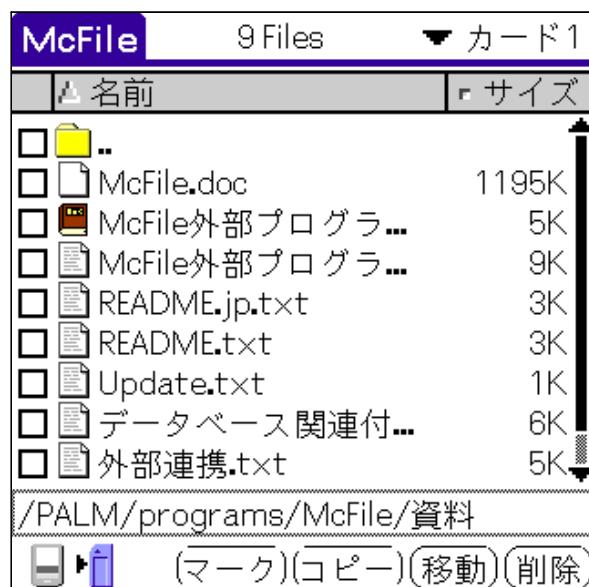 McFile 9 Files カード1
名前 サイズ
..
McFile.doc 1195K
McFile外部プログラ... 5K
McFile外部プログラ... 9K
README.jp.txt 3K
README.txt 3K
Update.txt 1K
データベース関連付... 6K
外部連携.txt 5K
/PALM/programs/McFile/資料
マーク コピー 移動 削除